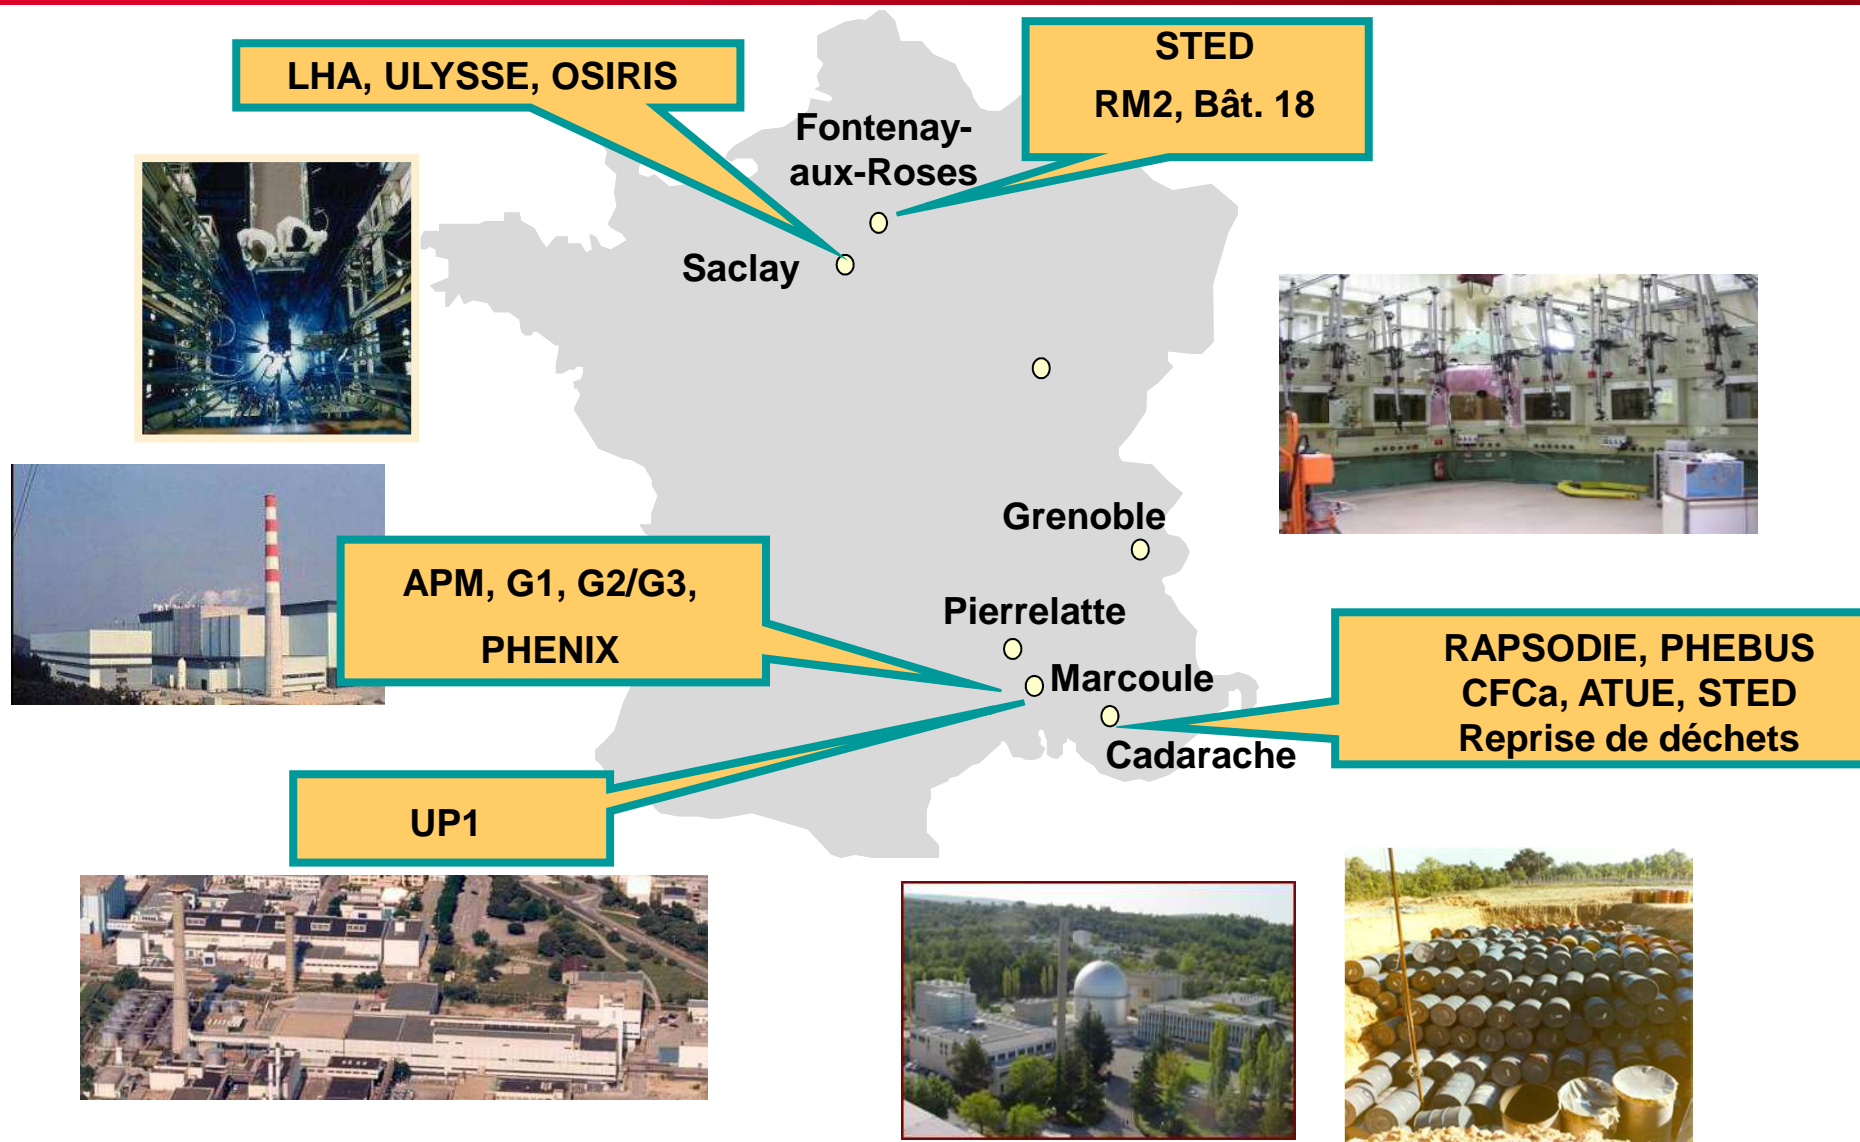 LHA, ULYSSE, OSIRIS
STED
RM2, Bât. 18
Fontenay-
aux-Roses
Saclay
Grenoble
APM, G1, G2/G3,
PHENIX
Pierrelatte
Marcoule
RAPSODIE, PHEBUS
CFCa, ATUE, STED
Reprise de déchets
Cadarache
UP1